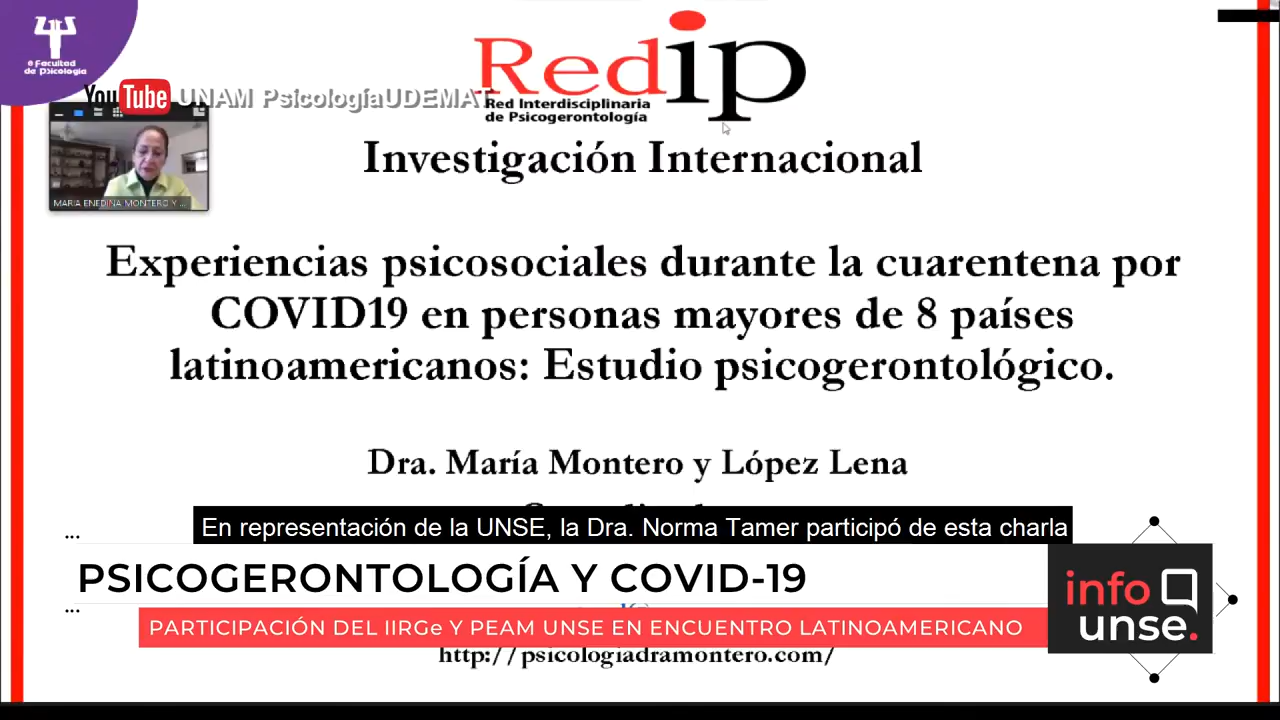 Facultad
de Psicología
YouTube UNAM PsicologíaUDEMAT
Redip
Red Interdisciplinaria
de Psicogerontología
MARIA ENEDINA MONTERO Y ...
Investigación Internacional
Experiencias psicosociales durante la cuarentena por
COVID19 en personas mayores de 8 países
latinoamericanos: Estudio psicogerontológico.
Dra. María Montero y López Lena
En representación de la UNSE, la Dra. Norma Tamer participó de esta charla
...
PSICOGERONTOLOGÍA Y COVID-19
...
PARTICIPACIÓN DEL IIRGe Y PEAM UNSE EN ENCUENTRO LATINOAMERICANO
info
unse.
http://psicologiadramontero.com/